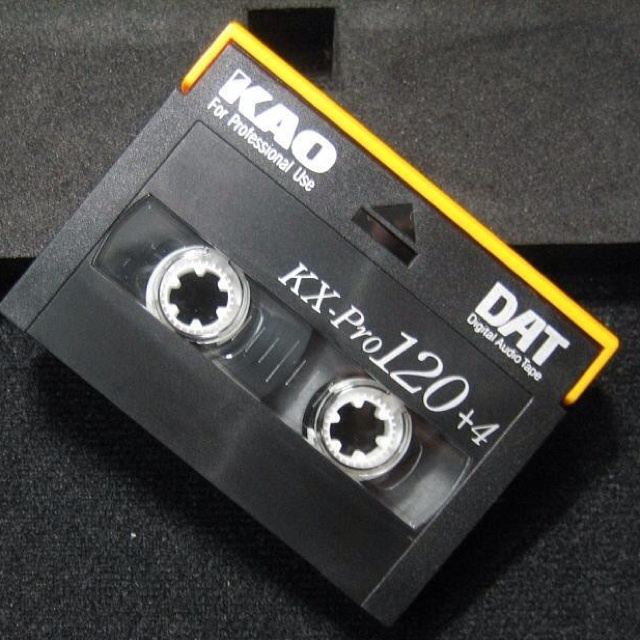 KAO
For Professional Use
KX-Pro120+4
DAT
Digital Audio Tape